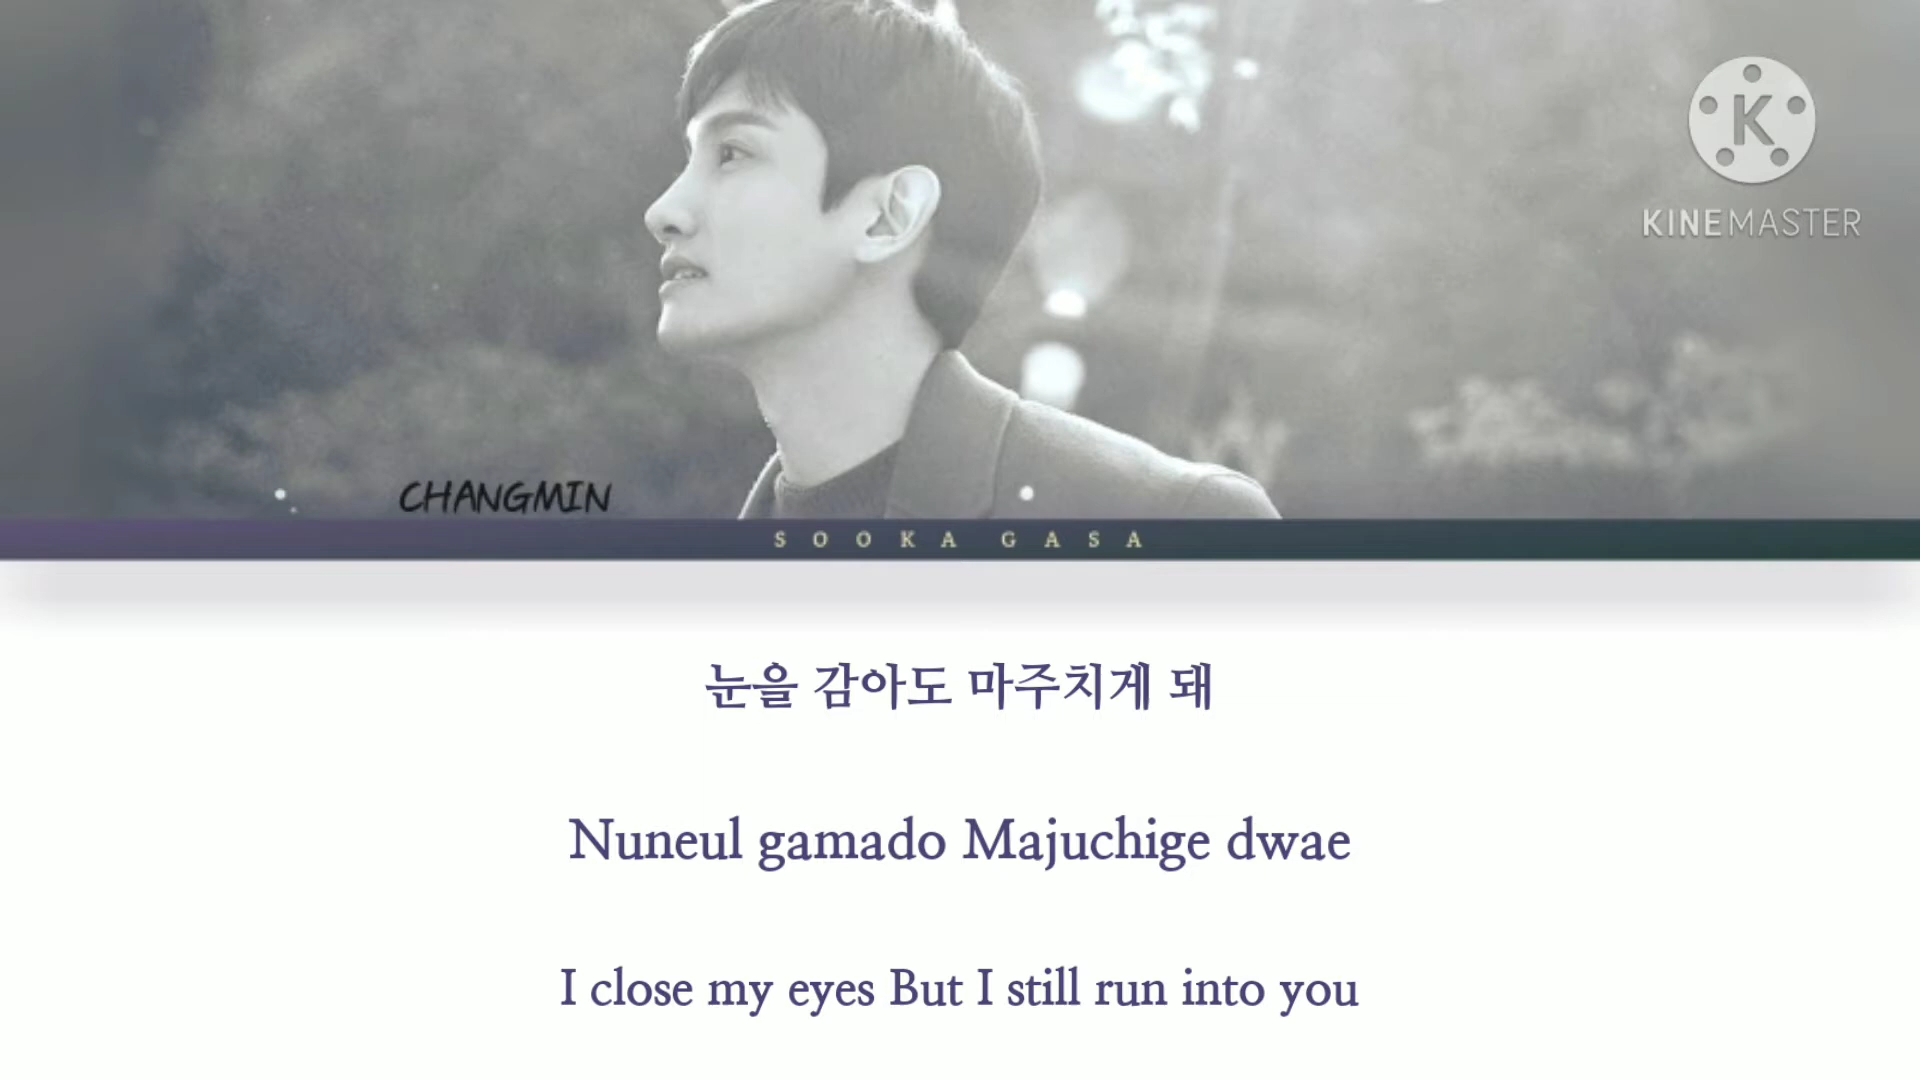 K
KINEMASTER
CHANGMIN
SOOKA GASA
눈을 감아도 마주치게 돼
Nuneul gamado Majuchige dwae
I close my eyes But I still run into you